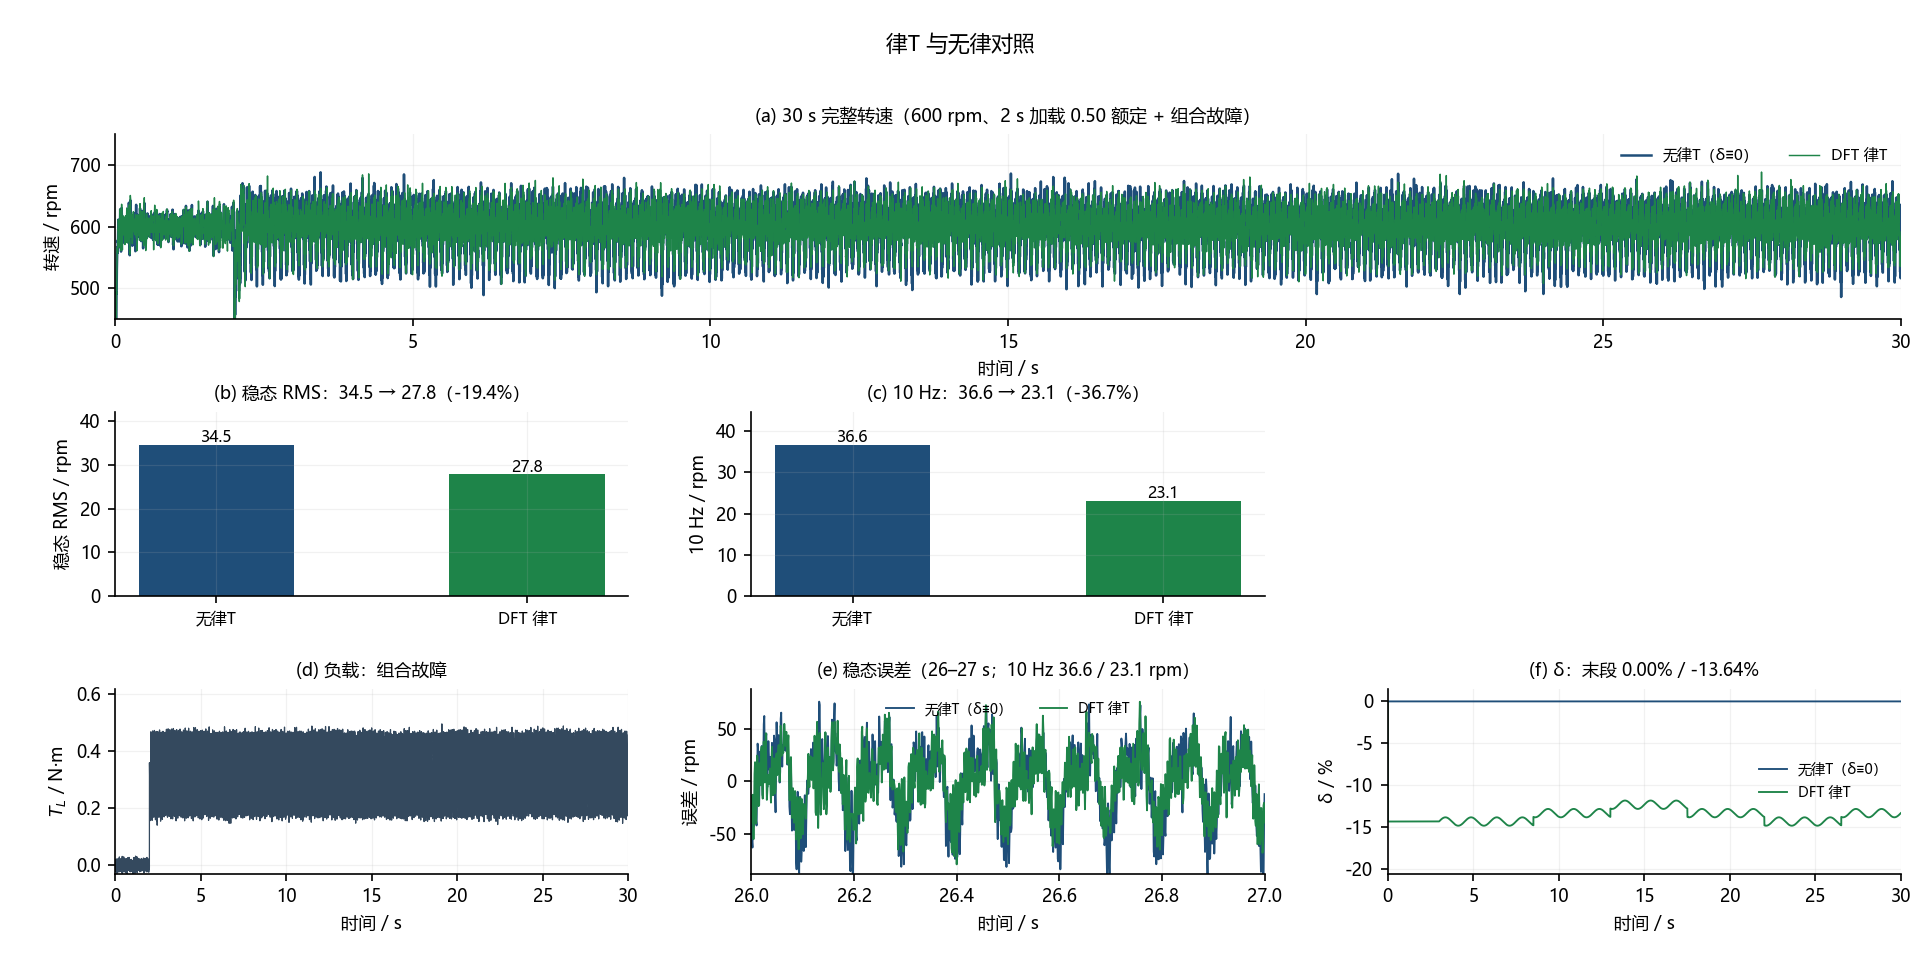 律T 与无律对照
(a) 30 s 完整转速（600 rpm、2 s 加载 0.50 额定 + 组合故障）
无律T（δ≡0）
DFT 律T
转速 / rpm
700
600
500
0
5
10
15
20
25
30
时间 / s
(b) 稳态 RMS：34.5 → 27.8（-19.4%）
稳态 RMS / rpm
40
30
20
10
0
34.5
27.8
无律T
DFT 律T
(c) 10 Hz：36.6 → 23.1（-36.7%）
10 Hz / rpm
40
30
20
10
0
36.6
23.1
无律T
DFT 律T
(d) 负载：组合故障
T_L / N·m
0.6
0.4
0.2
0.0
0
5
10
15
20
25
30
时间 / s
(e) 稳态误差（26–27 s；10 Hz 36.6 / 23.1 rpm）
无律T（δ≡0）
DFT 律T
误差 / rpm
50
0
-50
26.0
26.2
26.4
26.6
26.8
27.0
时间 / s
(f) δ：末段 0.00% / -13.64%
δ / %
0
-5
-10
-15
-20
无律T（δ≡0）
DFT 律T
0
5
10
15
20
25
30
时间 / s